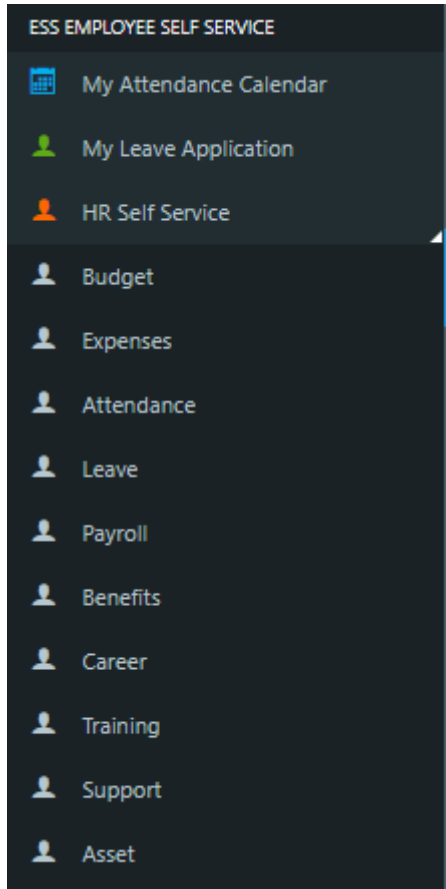 ESS EMPLOYEE SELF SERVICE
My Attendance Calendar
My Leave Application
HR Self Service
Budget
Expenses
Attendance
Leave
Payroll
Benefits
Career
Training
Support
Asset